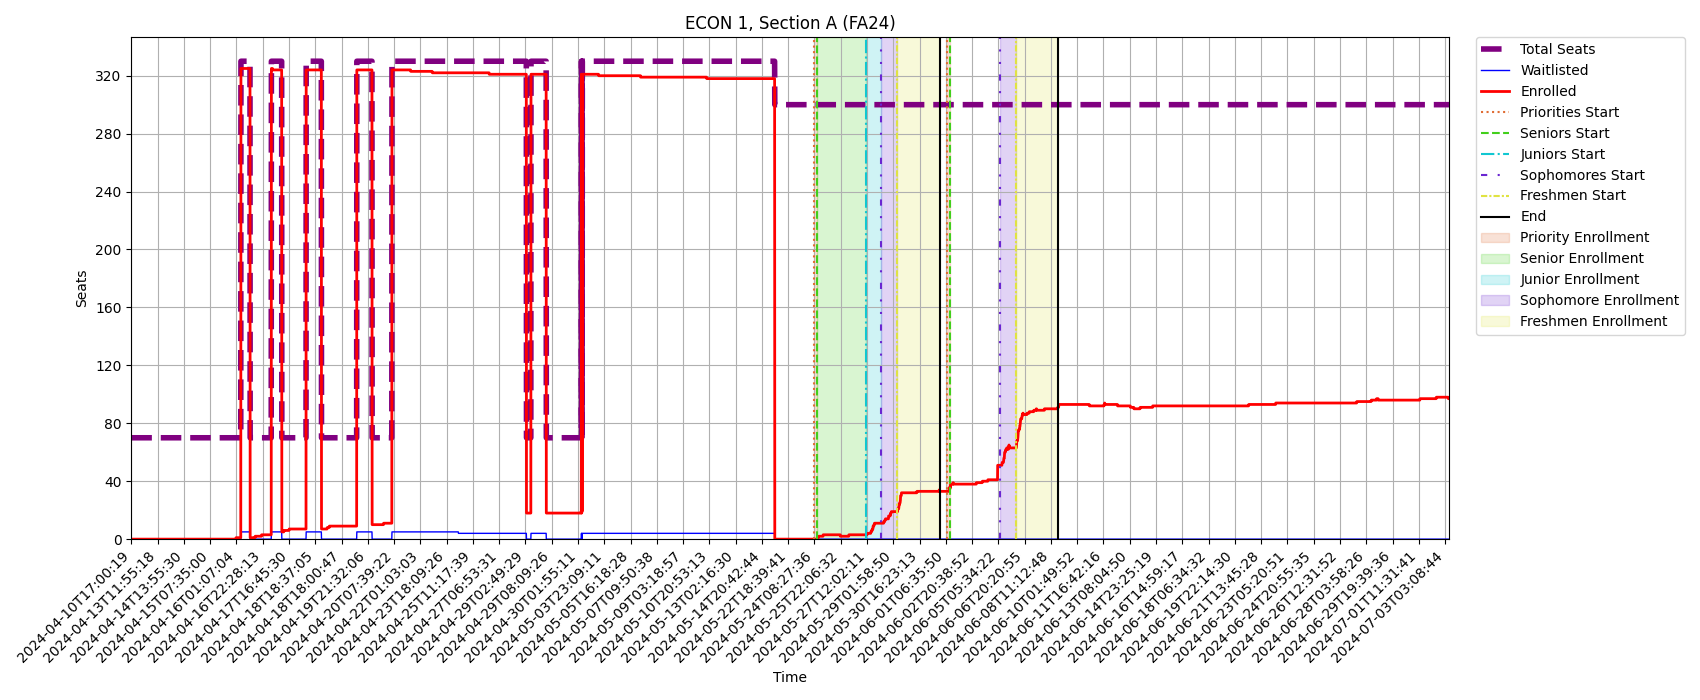 ECON 1, Section A (FA24)
Total Seats
Waitlisted
Enrolled
Priorities Start
Seniors Start
Juniors Start
Sophomores Start
Freshmen Start
End
Priority Enrollment
Senior Enrollment
Junior Enrollment
Sophomore Enrollment
Freshmen Enrollment
Seats
320
280
240
200
160
120
80
40
0
2024-04-10T17:00:19
2024-04-13T11:55:18
2024-04-14T13:55:30
2024-04-15T07:35:00
2024-04-16T01:07:04
2024-04-16T22:28:13
2024-04-17T16:45:30
2024-04-18T18:37:05
2024-04-18T18:00:47
2024-04-19T21:32:06
2024-04-20T07:39:22
2024-04-22T01:03:03
2024-04-23T18:09:26
2024-04-25T11:17:39
2024-04-27T06:53:31
2024-04-29T02:49:29
2024-04-29T18:09:26
2024-04-30T01:55:11
2024-05-03T23:09:11
2024-05-05T16:18:28
2024-05-07T09:50:38
2024-05-09T03:18:57
2024-05-10T20:53:13
2024-05-13T02:16:30
2024-05-14T20:42:44
2024-05-22T18:39:41
2024-05-24T08:27:36
2024-05-25T22:06:32
2024-05-27T12:02:11
2024-05-29T01:58:50
2024-05-30T16:23:13
2024-06-01T06:35:50
2024-06-02T20:38:52
2024-06-05T05:34:22
2024-06-06T20:20:55
2024-06-08T11:12:48
2024-06-10T01:49:52
2024-06-11T16:42:16
2024-06-13T08:04:50
2024-06-14T23:25:19
2024-06-16T14:59:17
2024-06-18T06:34:32
2024-06-19T22:14:30
2024-06-21T13:45:28
2024-06-23T05:20:51
2024-06-24T20:55:35
2024-06-26T12:31:52
2024-06-28T03:58:26
2024-06-29T19:39:36
2024-07-01T11:31:41
2024-07-03T03:08:44
Time